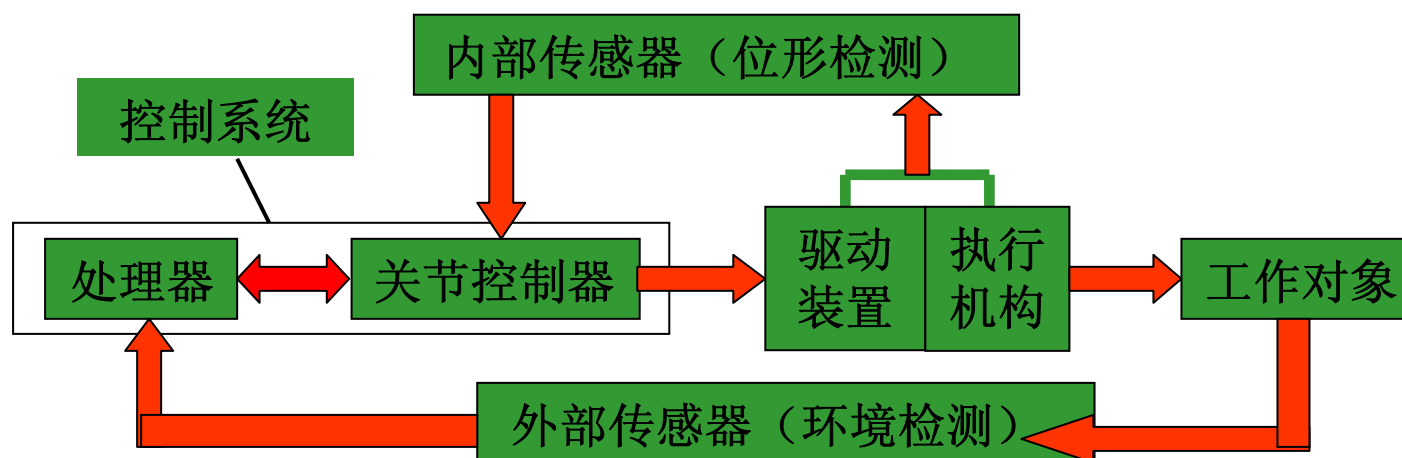 内部传感器（位形检测）
控制系统
处理器
关节控制器
驱动
装置
执行
机构
工作对象
外部传感器（环境检测）